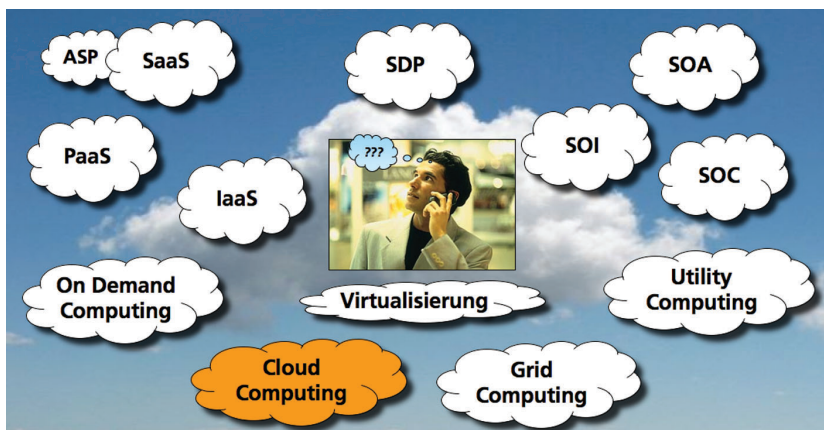 ASP
SaaS
SDP
SOA
PaaS
???
SOI
IaaS
SOC
On Demand
Computing
Virtualisierung
Utility
Computing
Cloud
Computing
Grid
Computing